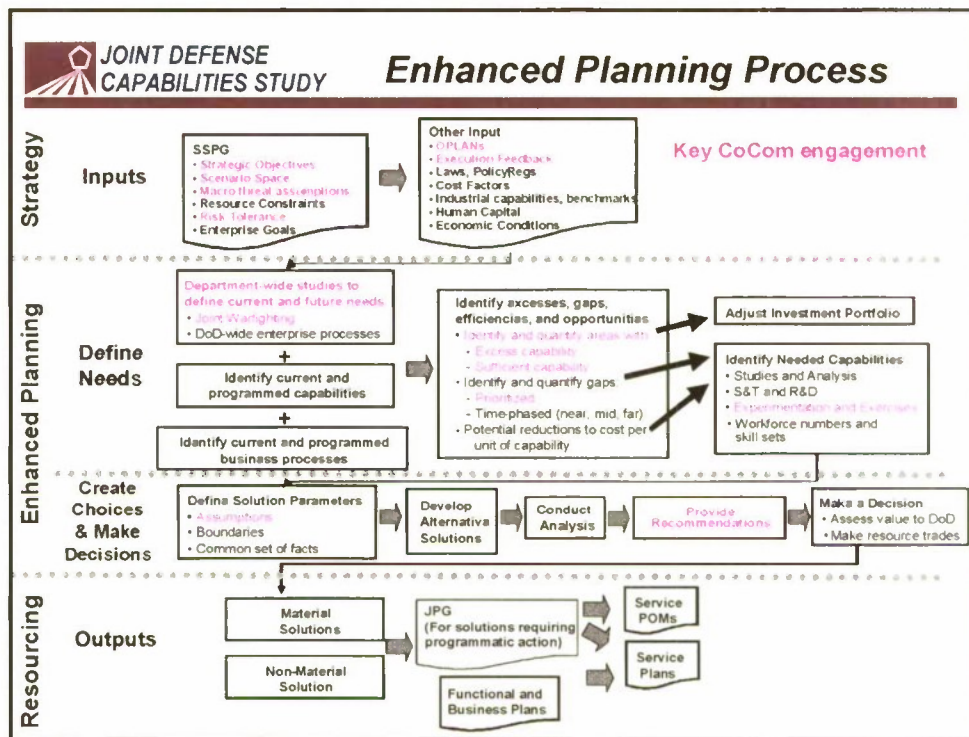 JOINT DEFENSE
CAPABILITIES STUDY
Enhanced Planning Process
Strategy
Inputs
SSPG
• Strategic Objectives
• Scenario Space
• Macro threat assumptions
• Resource Constraints
• Risk Tolerance
• Enterprise Goals
Other Input
• OPLANs
• Execution Feedback
• Laws, PolicyRegs
• Cost Factors
• Industrial capabilities, benchmarks
• Human Capital
• Economic Conditions
Key CoCom engagement
Enhanced Planning
Define
Needs
Department-wide studies to
define current and future needs
• Joint Warfighting
• DoD-wide enterprise processes
+
Identify current and
programmed capabilities
+
Identify current and programmed
business processes
Identify excesses, gaps,
efficiencies, and opportunities
• Identify and quantify areas with
- Excess capability
- Sufficient capability
• Identify and quantify gaps
- Prioritized
- Time-phased (near, mid, far)
• Potential reductions to cost per
unit of capability
Adjust Investment Portfolio
Identify Needed Capabilities
• Studies and Analysis
• S&T and R&D
• Experimentation and Exercises
• Workforce numbers and
skill sets
Create
Choices
& Make
Decisions
Define Solution Parameters
• Assumptions
• Boundaries
• Common set of facts
Develop
Alternative
Solutions
Conduct
Analysis
Provide
Recommendations
Make a Decision
• Assess value to DoD
• Make resource trades
Resourcing
Outputs
Material
Solutions
Non-Material
Solution
JPG
(For solutions requiring
programmatic action)
Functional and
Business Plans
Service
POMs
Service
Plans